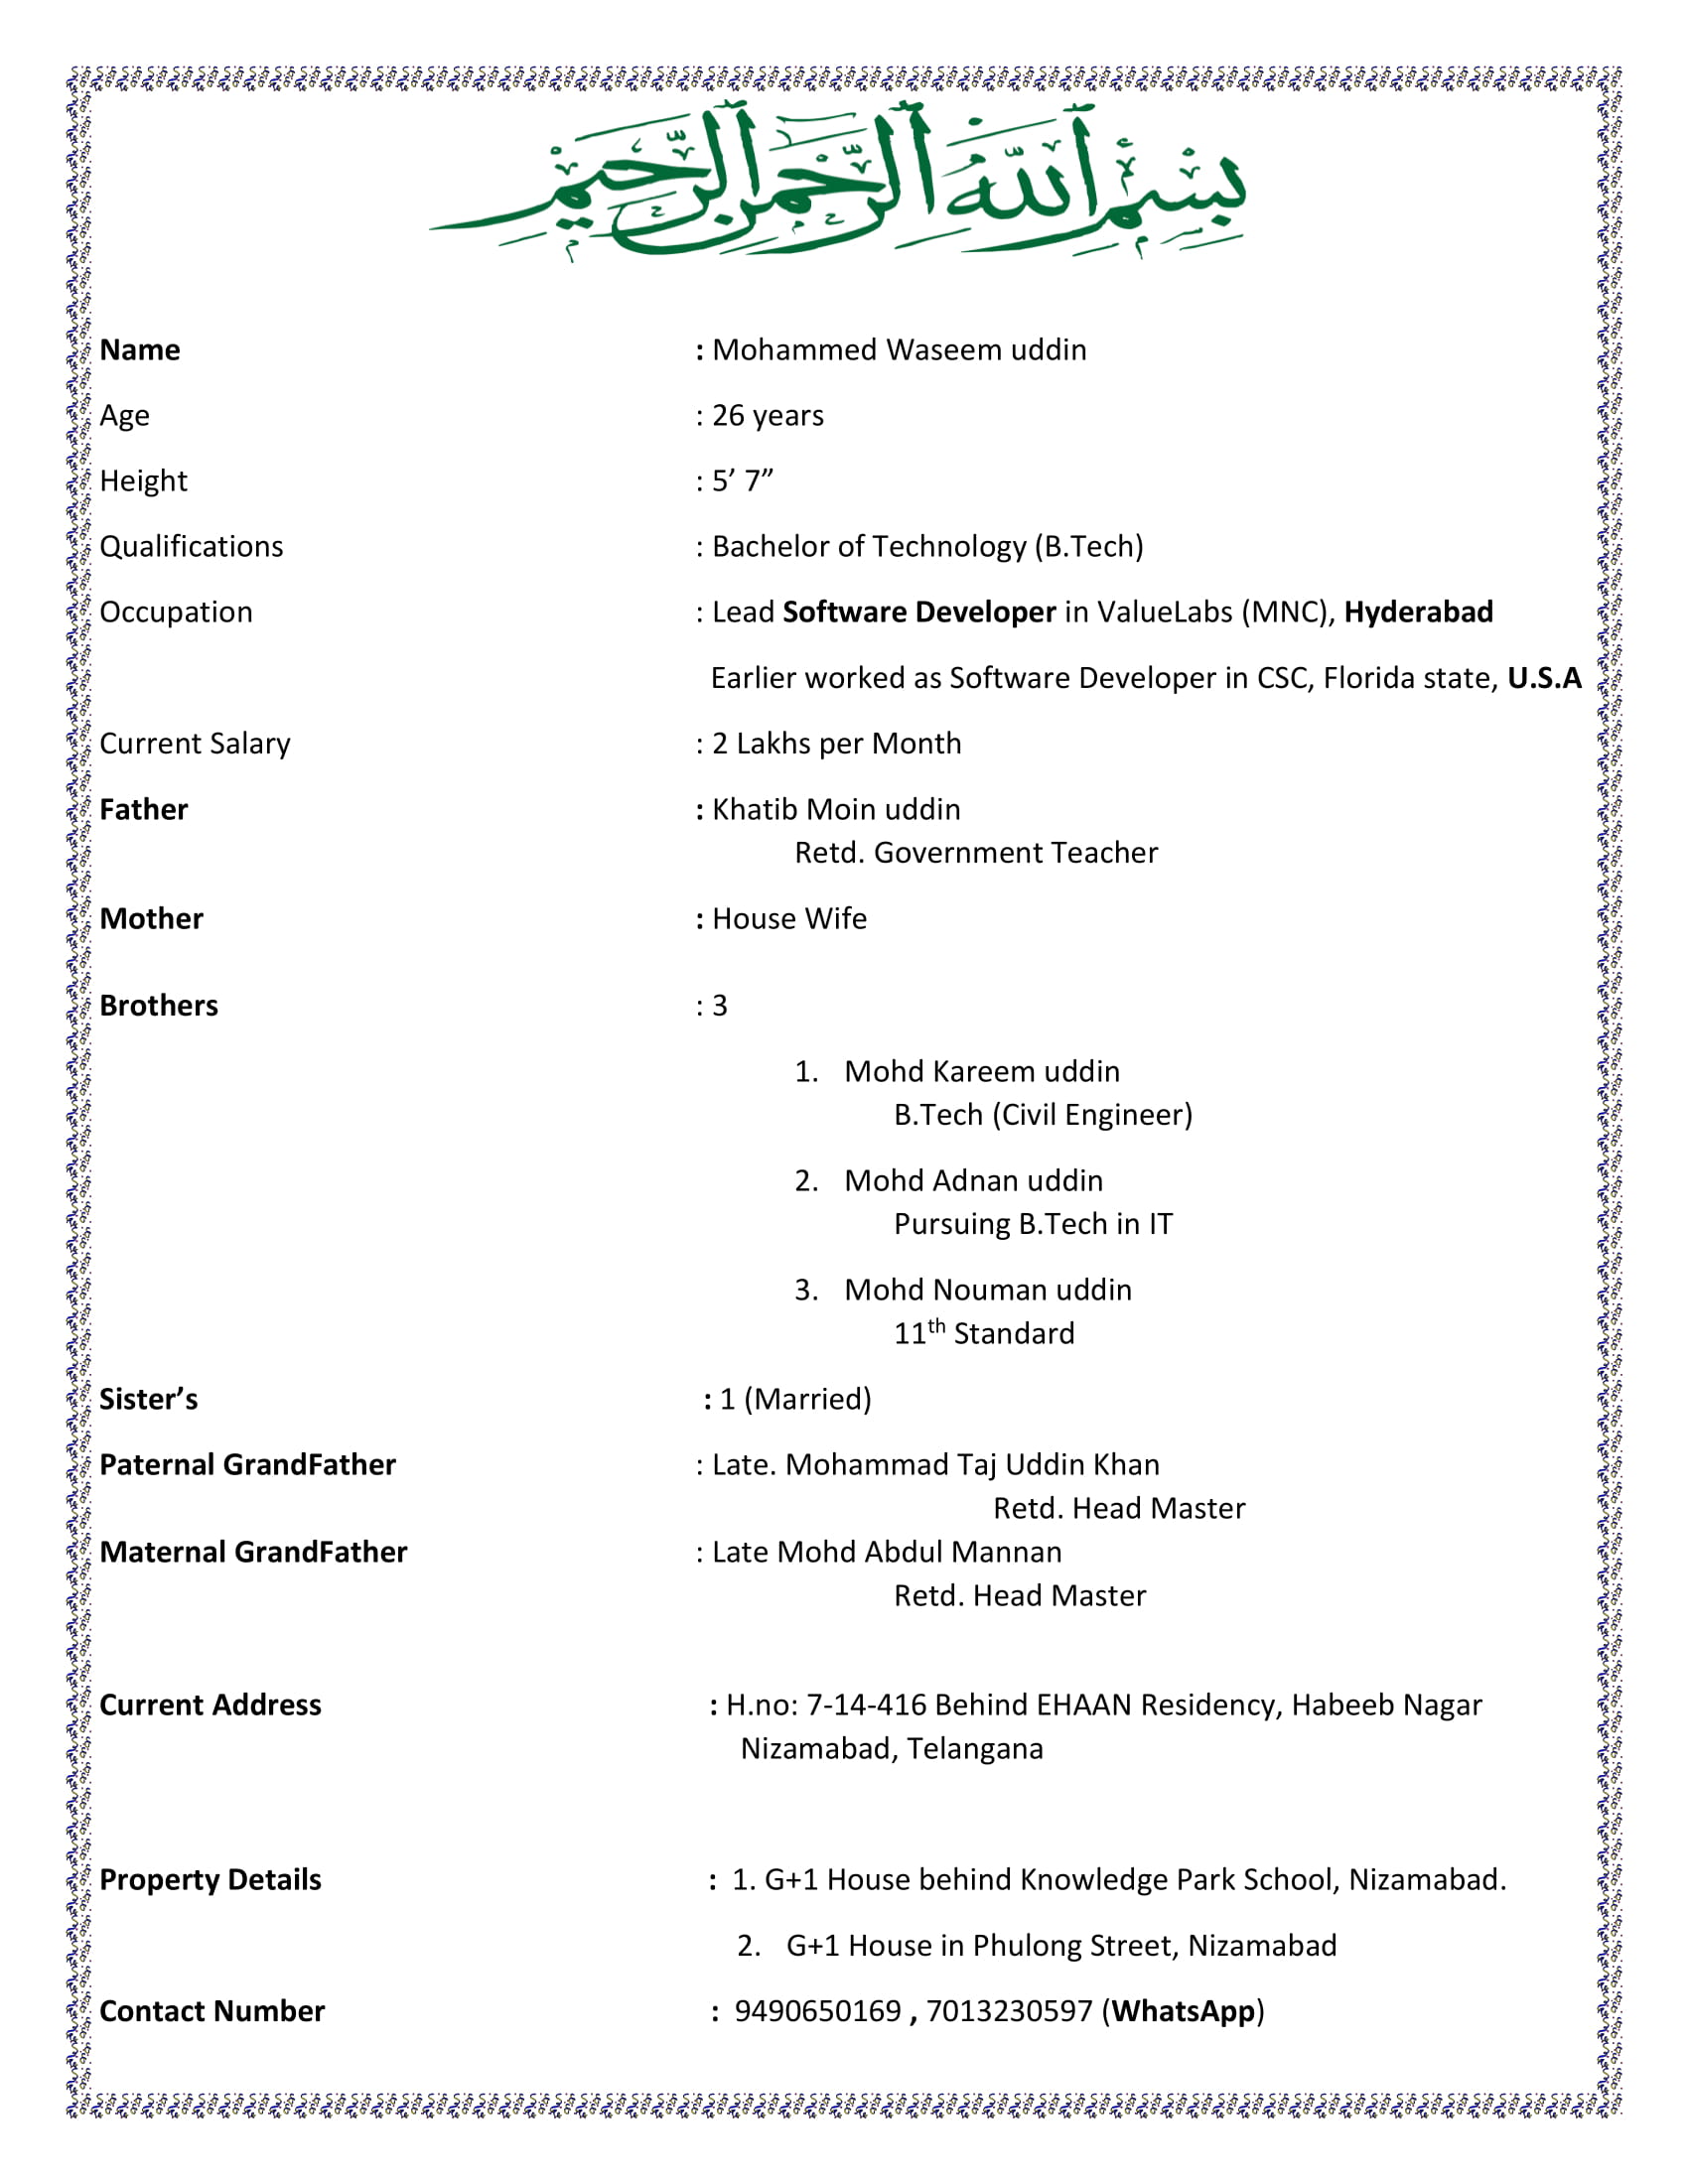 بِسْمِ ٱللَّهِ ٱلرَّحْمَٰنِ ٱلرَّحِيمِ
Name : Mohammed Waseem uddin
Age : 26 years
Height : 5’ 7”
Qualifications : Bachelor of Technology (B.Tech)
Occupation : Lead Software Developer in ValueLabs (MNC), Hyderabad
Earlier worked as Software Developer in CSC, Florida state, U.S.A
Current Salary : 2 Lakhs per Month
Father : Khatib Moin uddin
Retd. Government Teacher
Mother : House Wife
Brothers : 3
1. Mohd Kareem uddin
B.Tech (Civil Engineer)
2. Mohd Adnan uddin
Pursuing B.Tech in IT
3. Mohd Nouman uddin
11th Standard
Sister’s : 1 (Married)
Paternal GrandFather : Late. Mohammad Taj Uddin Khan
Retd. Head Master
Maternal GrandFather : Late Mohd Abdul Mannan
Retd. Head Master
Current Address : H.no: 7-14-416 Behind EHAAN Residency, Habeeb Nagar
Nizamabad, Telangana
Property Details : 1. G+1 House behind Knowledge Park School, Nizamabad.
2. G+1 House in Phulong Street, Nizamabad
Contact Number : 9490650169 , 7013230597 (WhatsApp)